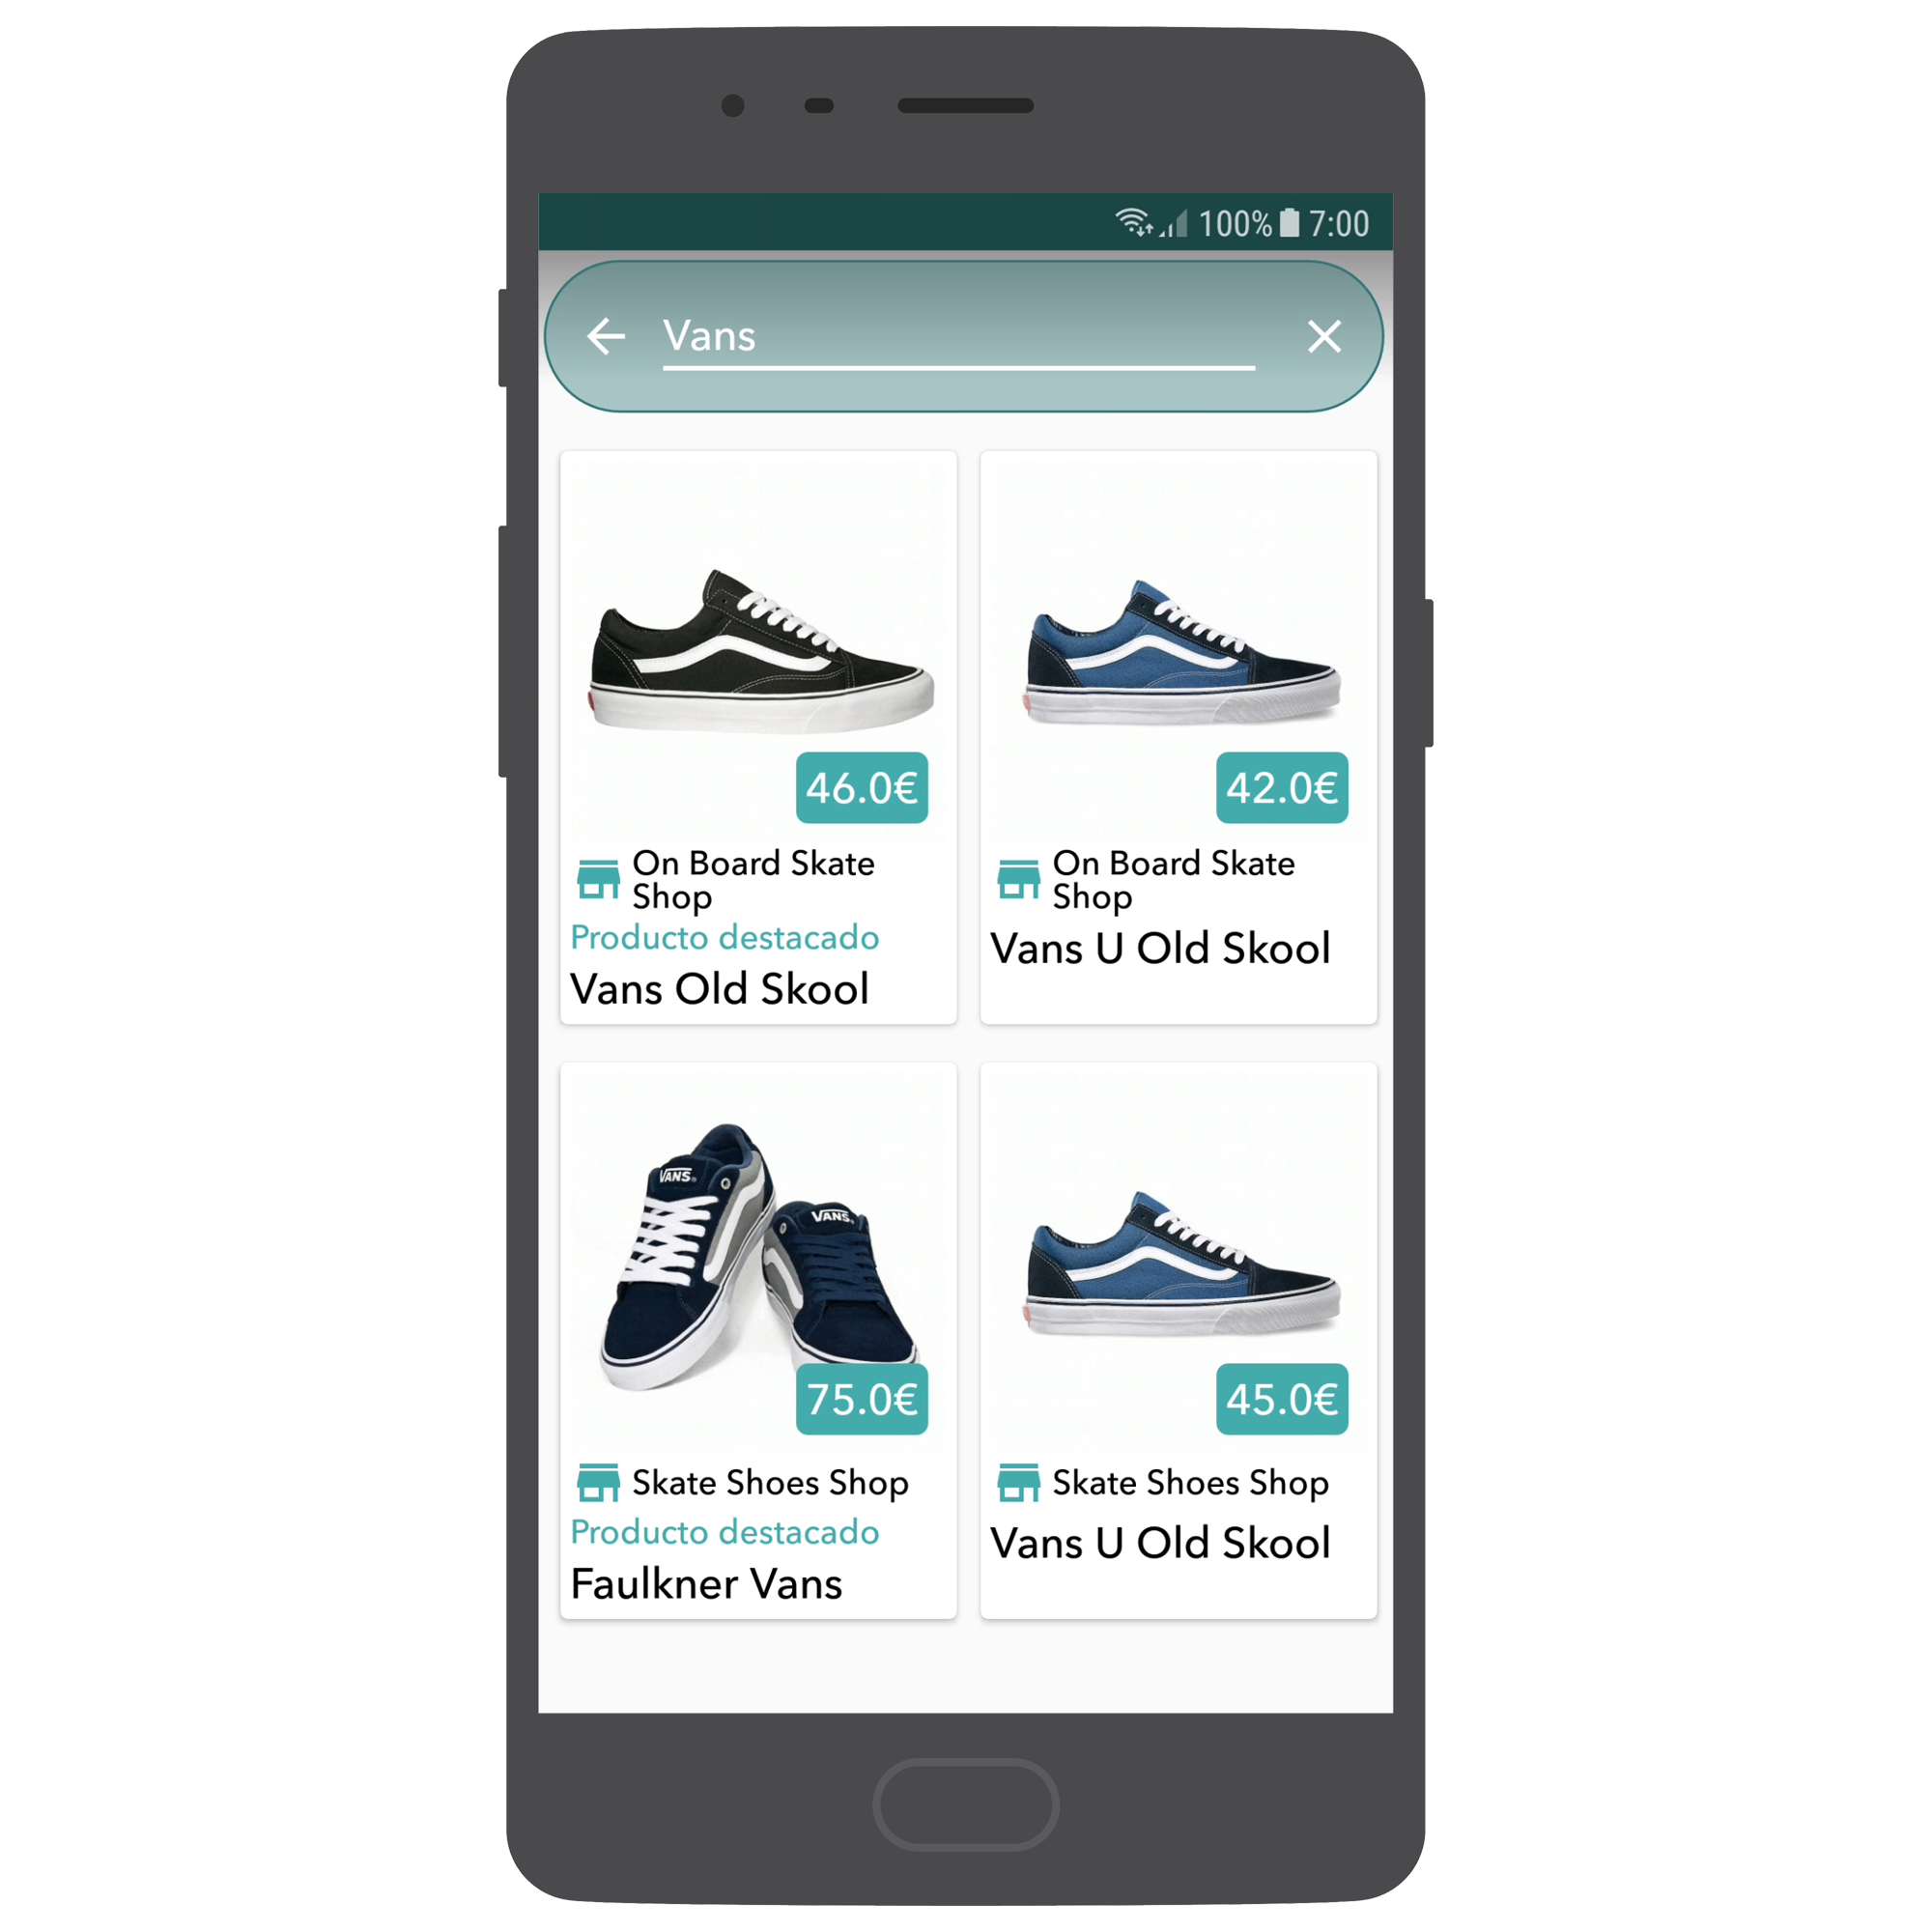 100% 7:00
Vans
46.0€
On Board Skate
Shop
Producto destacado
Vans Old Skool
42.0€
On Board Skate
Shop
Vans U Old Skool
VANS
VANS
75.0€
Skate Shoes Shop
Producto destacado
Faulkner Vans
45.0€
Skate Shoes Shop
Vans U Old Skool